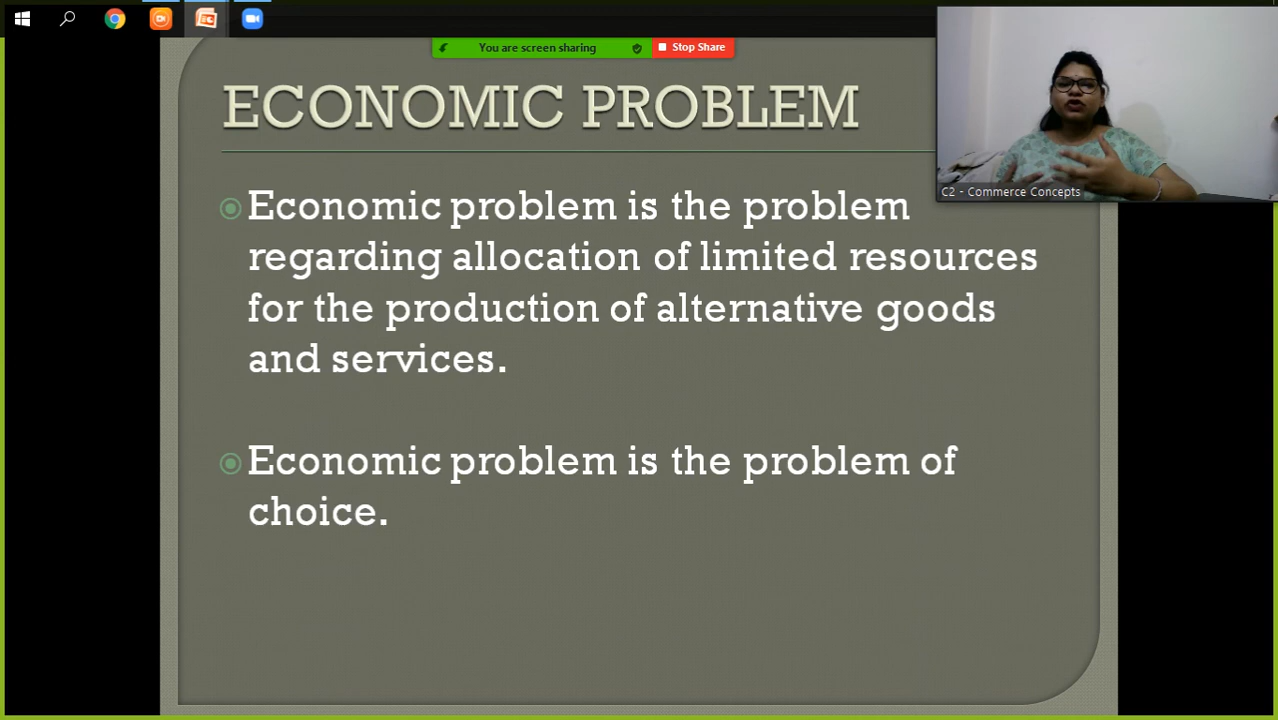 You are screen sharing
Stop Share
ECONOMIC PROBLEM
C2 - Commerce Concepts
Economic problem is the problem
regarding allocation of limited resources
for the production of alternative goods
and services.
Economic problem is the problem of
choice.